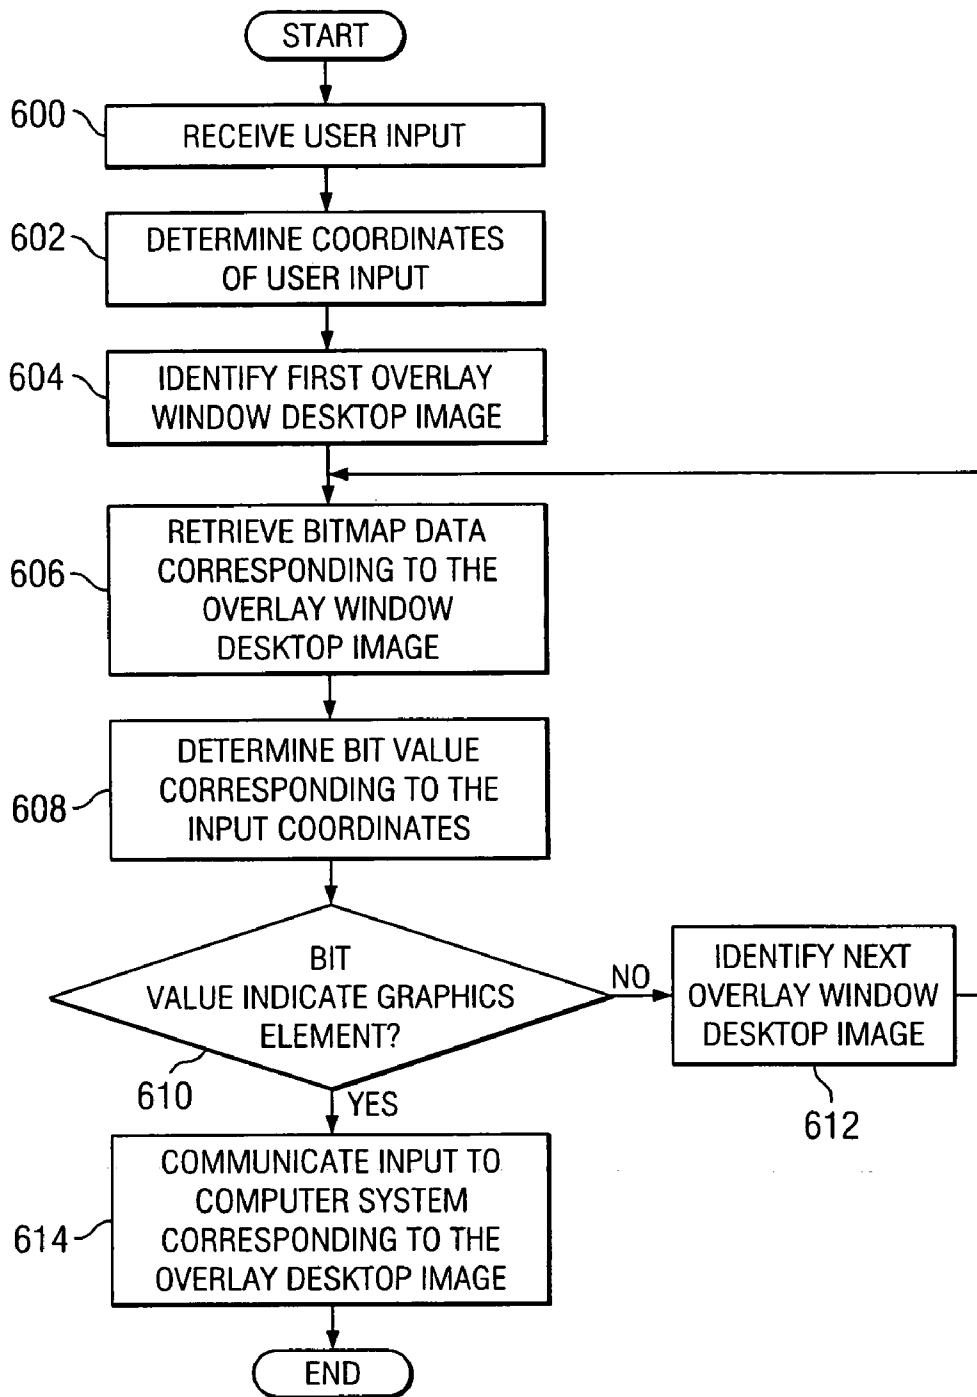 START
600
RECEIVE USER INPUT
602
DETERMINE COORDINATES
OF USER INPUT
604
IDENTIFY FIRST OVERLAY
WINDOW DESKTOP IMAGE
606
RETRIEVE BITMAP DATA
CORRESPONDING TO THE
OVERLAY WINDOW
DESKTOP IMAGE
608
DETERMINE BIT VALUE
CORRESPONDING TO THE
INPUT COORDINATES
BIT
VALUE INDICATE GRAPHICS
ELEMENT?
610
NO
IDENTIFY NEXT
OVERLAY WINDOW
DESKTOP IMAGE
612
YES
614
COMMUNICATE INPUT TO
COMPUTER SYSTEM
CORRESPONDING TO THE
OVERLAY DESKTOP IMAGE
END